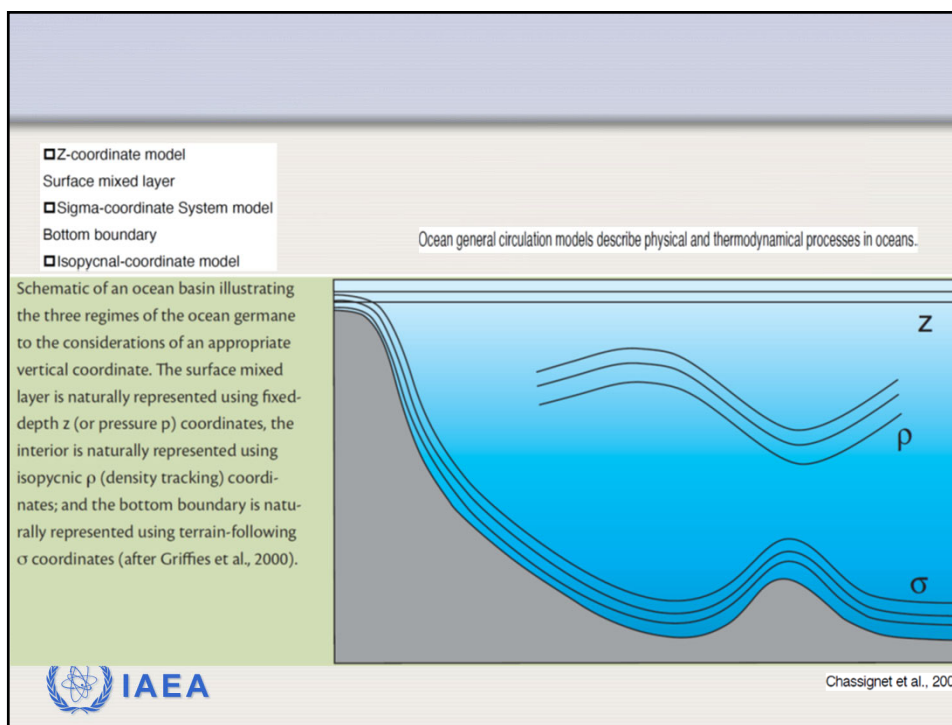 ☐Z-coordinate model
Surface mixed layer
☐Sigma-coordinate System model
Bottom boundary
☐Isopycnal-coordinate model
Ocean general circulation models describe physical and thermodynamical processes in oceans..
Schematic of an ocean basin illustrating
the three regimes of the ocean germane
to the considerations of an appropriate
vertical coordinate. The surface mixed
layer is naturally represented using fixed-
depth z (or pressure p) coordinates, the
interior is naturally represented using
isopycnic ρ (density tracking) coordi-
nates; and the bottom boundary is natu-
rally represented using terrain-following
σ coordinates (after Griffies et al., 2000).
z
ρ
σ
IAEA
Chassignet et al., 200